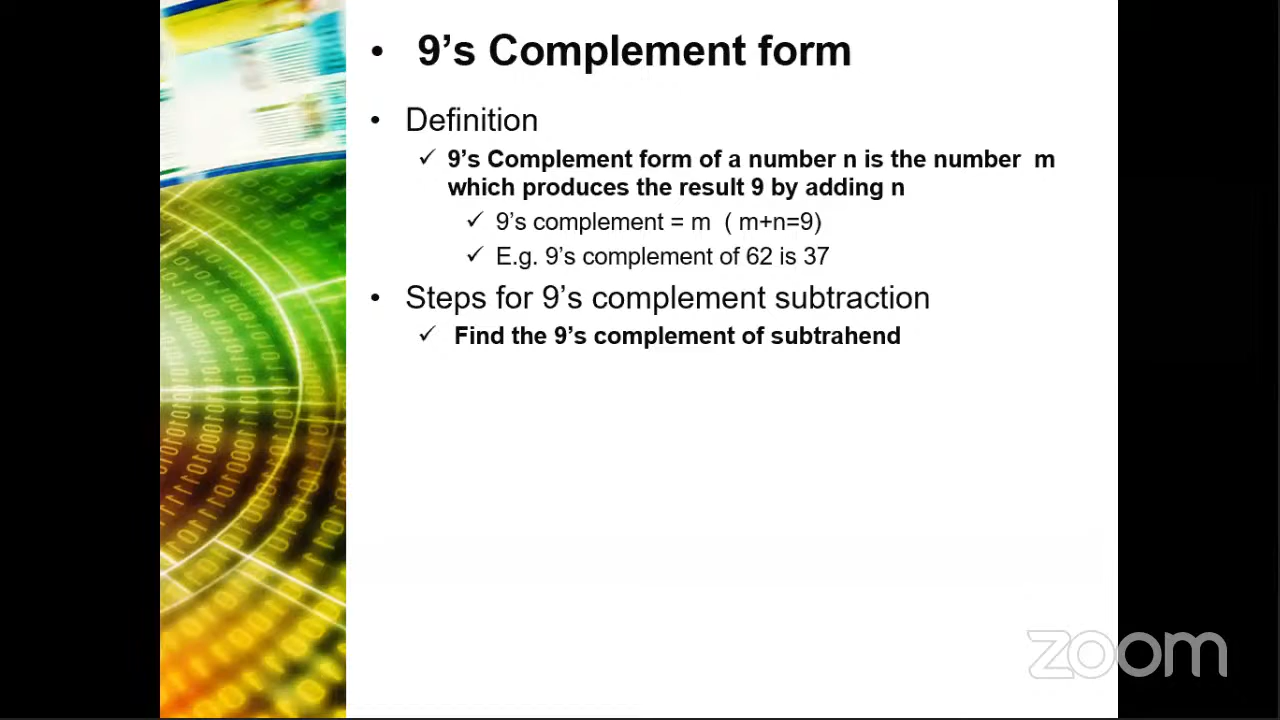 • 9’s Complement form
• Definition
✓ 9’s Complement form of a number n is the number m
which produces the result 9 by adding n
✓ 9’s complement = m ( m+n=9)
✓ E.g. 9’s complement of 62 is 37
• Steps for 9’s complement subtraction
✓ Find the 9’s complement of subtrahend
zoom